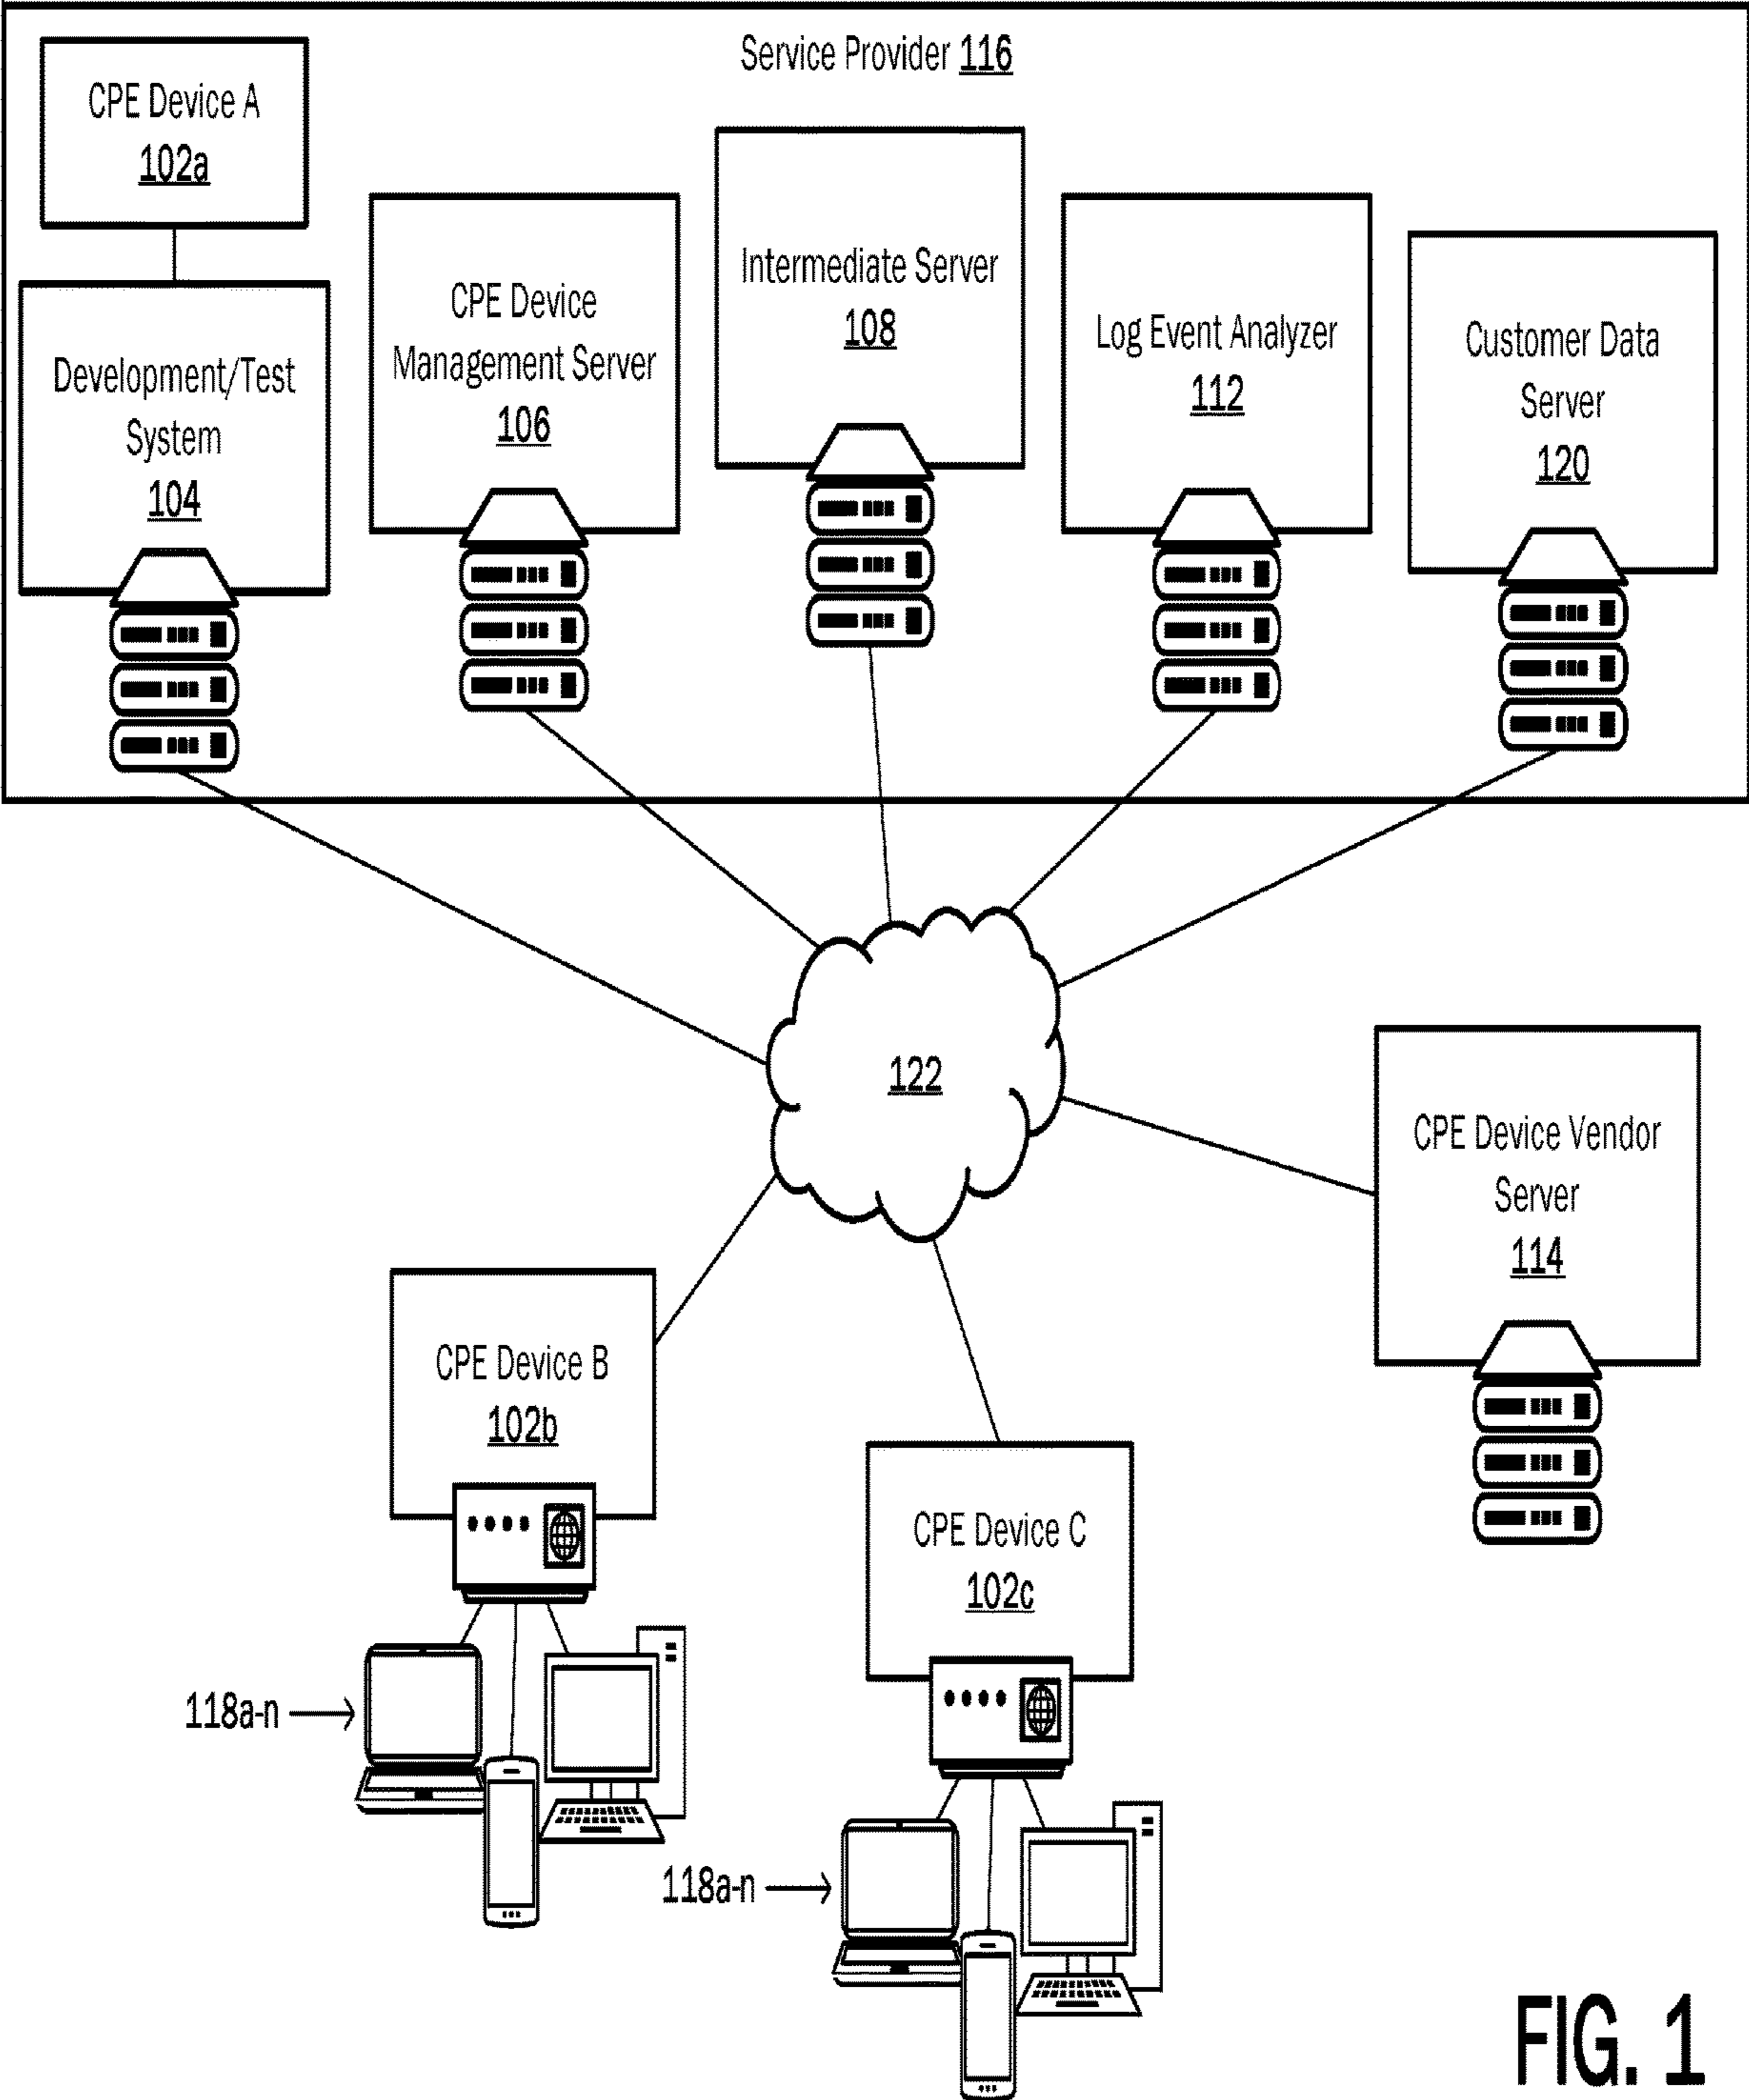 Service Provider 116
CPE Device A
102a
Development/Test
System
104
CPE Device
Management Server
106
Intermediate Server
108
Log Event Analyzer
112
Customer Data
Server
120
122
CPE Device Vendor
Server
114
CPE Device B
102b
CPE Device C
102c
118a-n
118a-n
FIG. 1